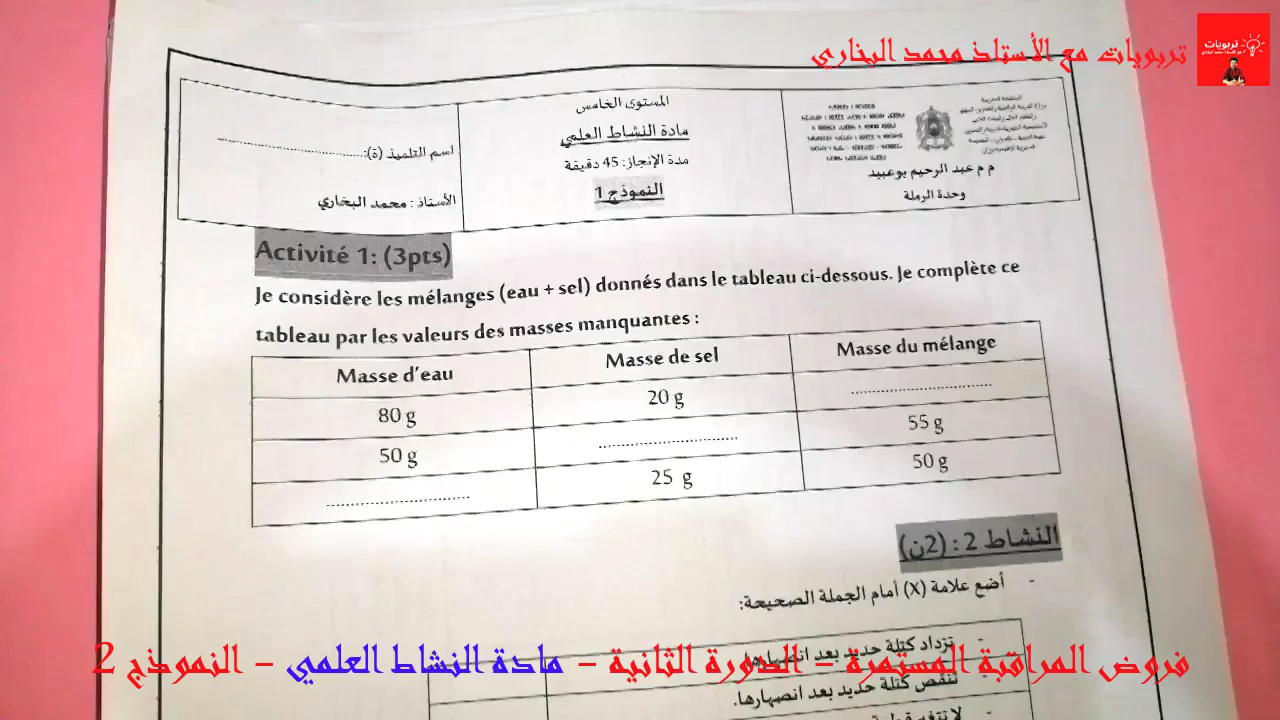 تربويات مع الأستاذ محمد البخاري
تربويات
المستوى الخامس
مادة النشاط العلمي
مدة الإنجاز: 45 دقيقة
النموذج 1
م م عبد الرحيم بوعبيد
وحدة الرملة
اسم التلميذ (ة):
الأستاذ : محمد البخاري
Activité 1: (3pts)
Je considère les mélanges (eau + sel) donnés dans le tableau ci-dessous. Je complète ce
tableau par les valeurs des masses manquantes :
Masse d'eau Masse de sel Masse du mélange
80 g 20 g ..............................
50 g .............................. 55 g
.............................. 25 g 50 g
النشاط 2 : (2ن)
- أضع علامة (X) أمام الجملة الصحيحة:
- تزداد كتلة حديد بعد انصهارها.
- تنقص كتلة حديد بعد انصهارها.
فروض المراقبة المستمرة – الدورة الثانية – مادة النشاط العلمي – النموذج 2